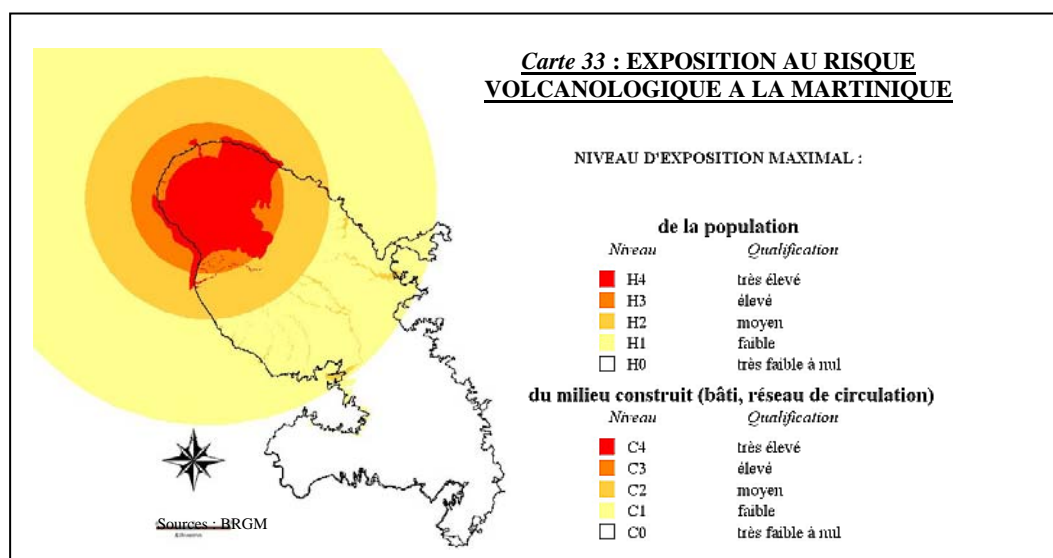 Carte 33 : EXPOSITION AU RISQUE
VOLCANOLOGIQUE A LA MARTINIQUE
NIVEAU D'EXPOSITION MAXIMAL :
de la population
Niveau Qualification
H4 très élevé
H3 élevé
H2 moyen
H1 faible
H0 très faible à nul
du milieu construit (bâti, réseau de circulation)
Niveau Qualification
C4 très élevé
C3 élevé
C2 moyen
C1 faible
C0 très faible à nul
Sources : BRGM